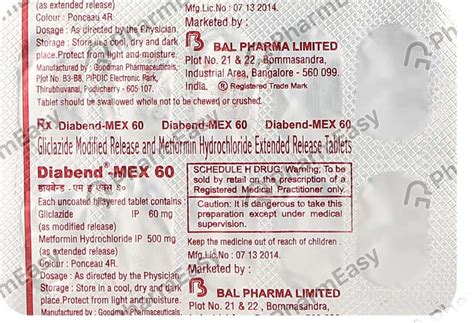 Colour : Ponceau 4R.
Dosage : As directed by the Physician.
Storage : Store in cool, dry and dark
place.Protect from light and moisture.
Manufactured by : Goodman Pharmaceuticals,
Plot No. B3-B8, PIPDIC Electronic Park,
Thirubhuvanai, Puducherry - 605 107.
Mfg.Lic.No : 07 13 2014.
Marketed by :
BAL PHARMA LIMITED
Plot No. 21 & 22 , Bommasandra,
Industrial Area, Bangalore - 560 099.
India. ® Registered Trade Mark
Tablet should be swallowed whole not to be chewed or crushed.
Rx Diabend-MEX 60 Diabend-MEX 60 Diabend-MEX 60
Gliclazide Modified Release and Metformin Hydrochloride Extended Release Tablets
Diabend®-MEX 60
डायबेन्ड - एम ई एक्स ६०
Each uncoated bilayered tablet contains :
Gliclazide IP 60 mg
(as modified release)
Metformin Hydrochloride IP 500 mg
(as extended release)
Colour : Ponceau 4R.
Dosage : As directed by the Physician.
Storage : Store in a cool, dry and dark
place.Protect from light and moisture.
Manufactured by : Goodman Pharmaceuticals,
SCHEDULE H DRUG, Warning: To be
sold by retail on the prescription of a
Registered Medical Practitioner only.
Caution: It is dangerous to take this
preparation except under medical
supervision.
Keep the medicine out of reach of children .
Mfg.Lic.No : 07 13 2014.
Marketed by :
BAL PHARMA LIMITED
Plot No. 21 & 22 , Bommasandra,
PharmEasy